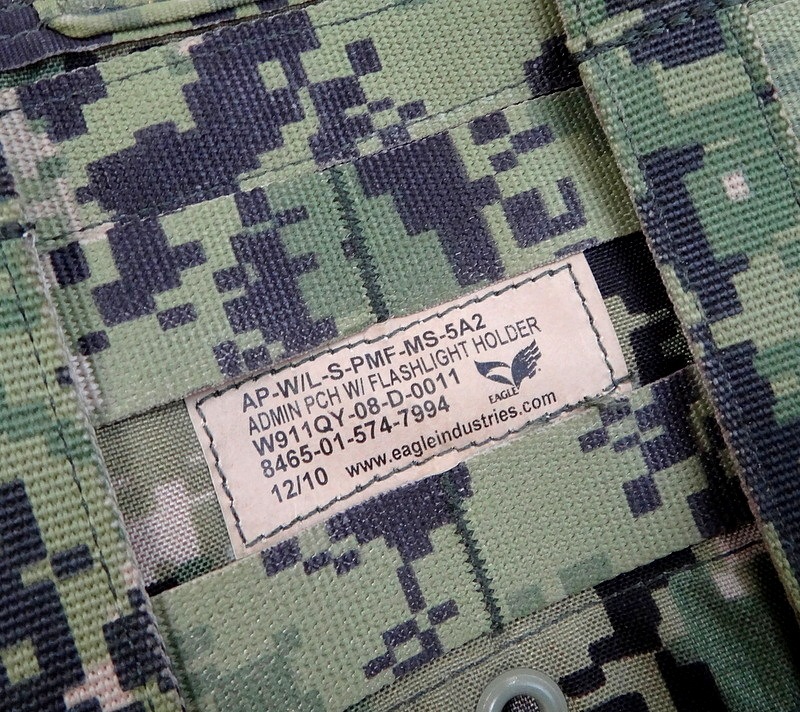 AP-W/L-S-PMF-MS-5A2
ADMIN PCH W/ FLASHLIGHT HOLDER
W911QY-08-D-0011
8465-01-574-7994
EAGLE
12/10 www.eagleindustries.com